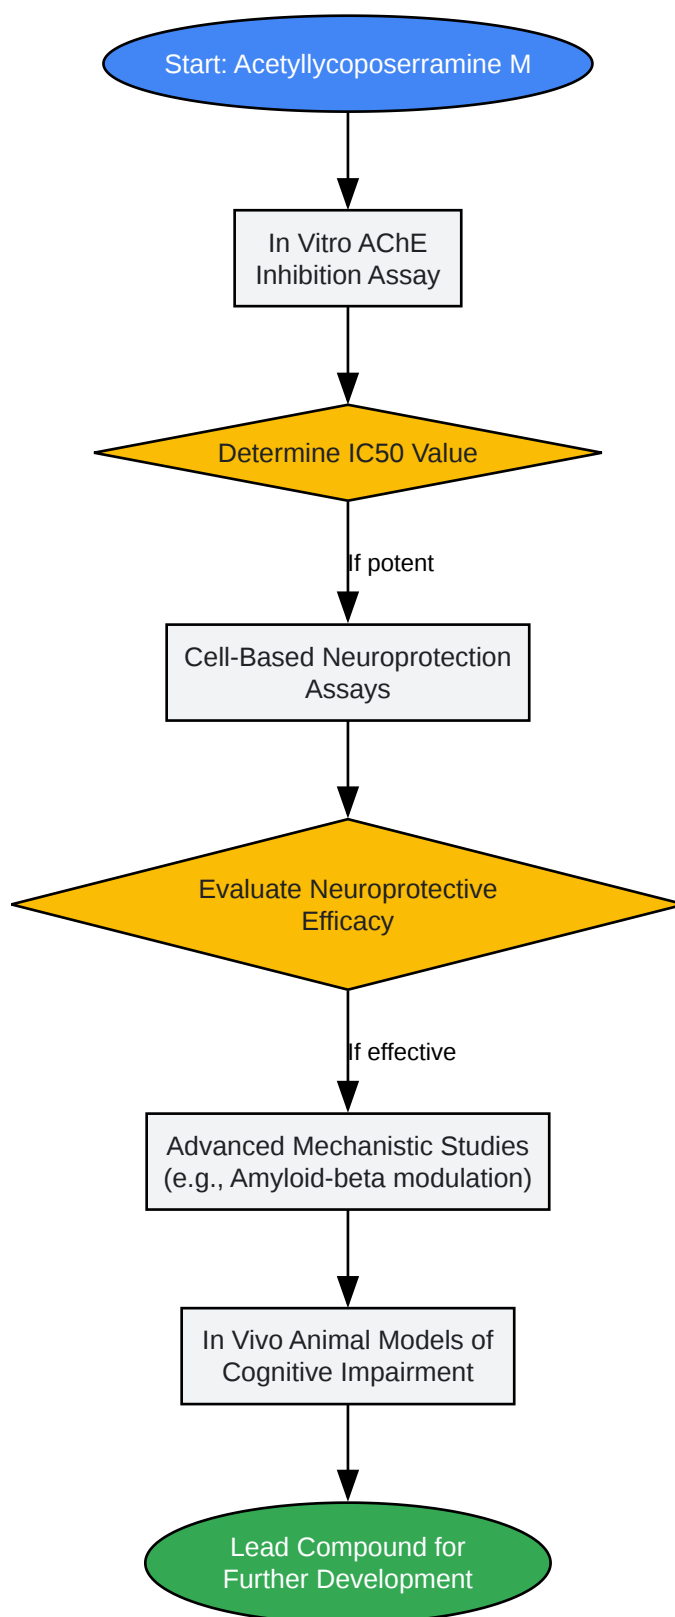 Start: Acetyllycoposerramine M
In Vitro AChE
Inhibition Assay
Determine IC50 Value
If potent
Cell-Based Neuroprotection
Assays
Evaluate Neuroprotective
Efficacy
If effective
Advanced Mechanistic Studies
(e.g., Amyloid-beta modulation)
In Vivo Animal Models of
Cognitive Impairment
Lead Compound for
Further Development